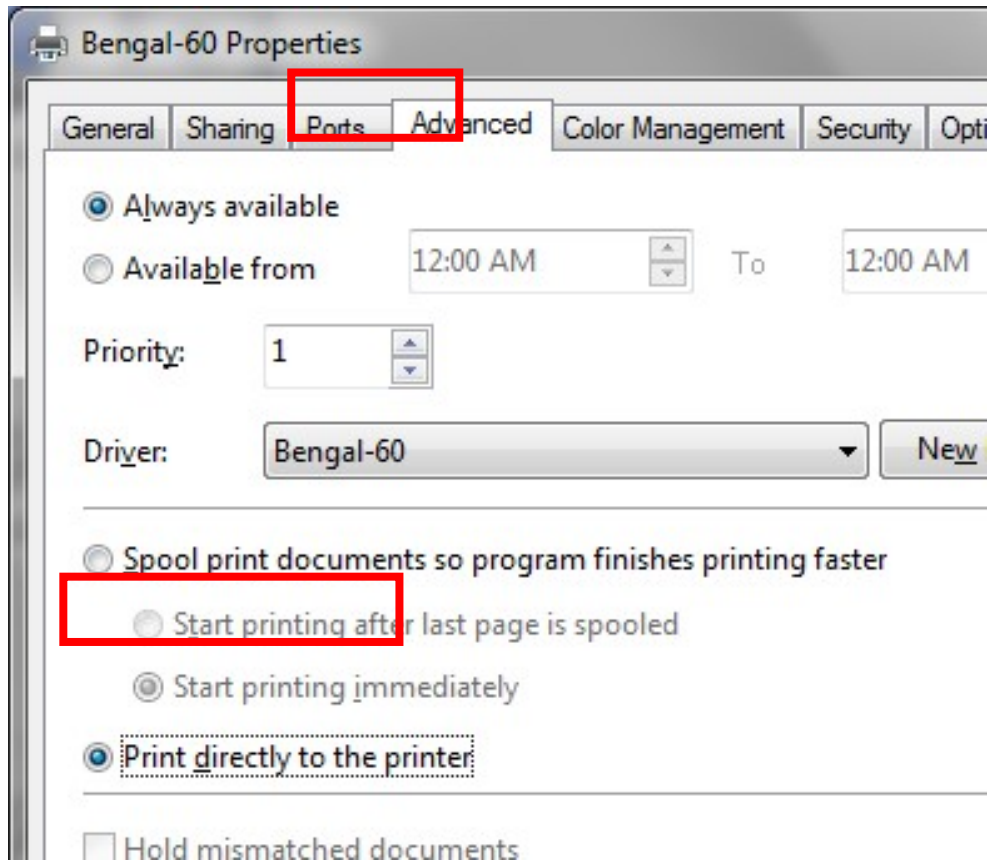 Bengal-60 Properties
General Sharing Ports Advanced Color Management Security Opti
Always available
Available from 12:00 AM To 12:00 AM
Priority: 1
Driver: Bengal-60 New
Spool print documents so program finishes printing faster
Start printing after last page is spooled
Start printing immediately
Print directly to the printer
Hold mismatched documents